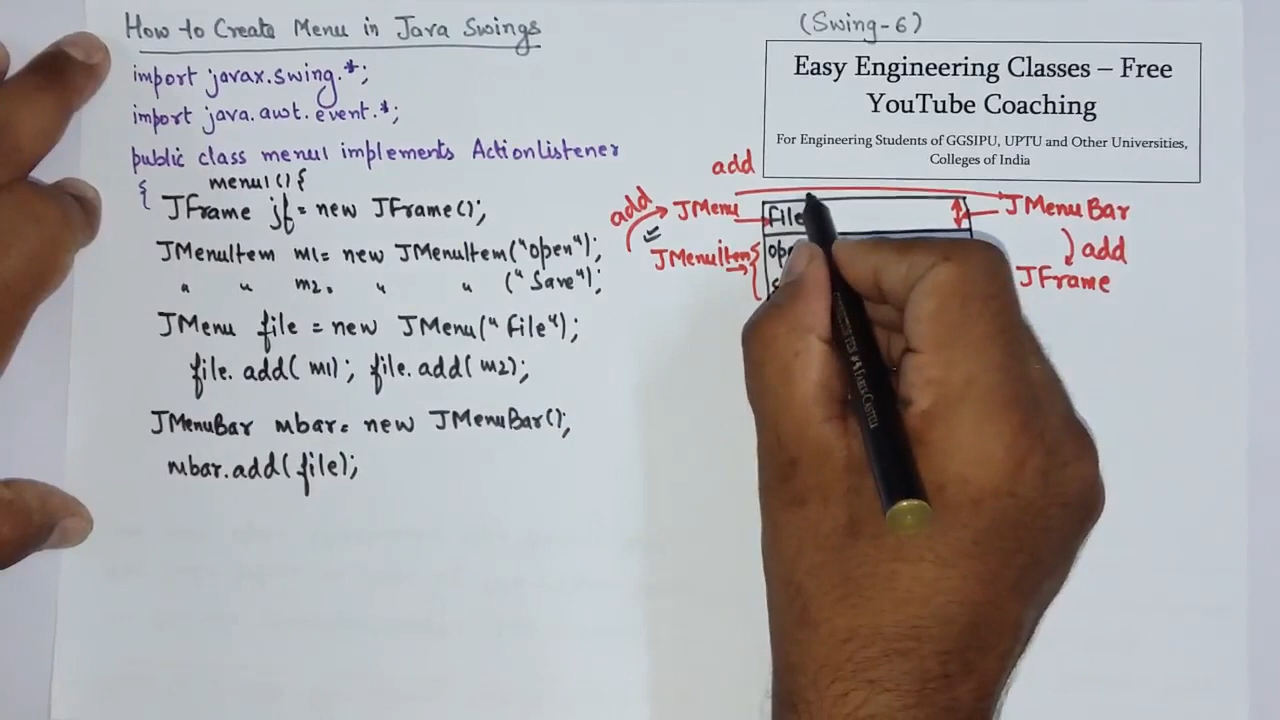 How to Create Menu in Java Swings
(Swing-6)
import javax.swing.*;
import java.awt.event.*;
public class menu1 implements ActionListener
{ menu1() {
JFrame jf = new JFrame();
JMenuItem m1= new JMenuItem("Open");
" " m2= " " ("Save");
JMenu file = new JMenu("File");
file.add(m1); file.add(m2);
JMenuBar mbar= new JMenuBar();
mbar.add(file);
Easy Engineering Classes – Free
YouTube Coaching
For Engineering Students of GGSIPU, UPTU and Other Universities,
Colleges of India
add
add JMenu file JMenuBar
JMenuItem add
JFrame